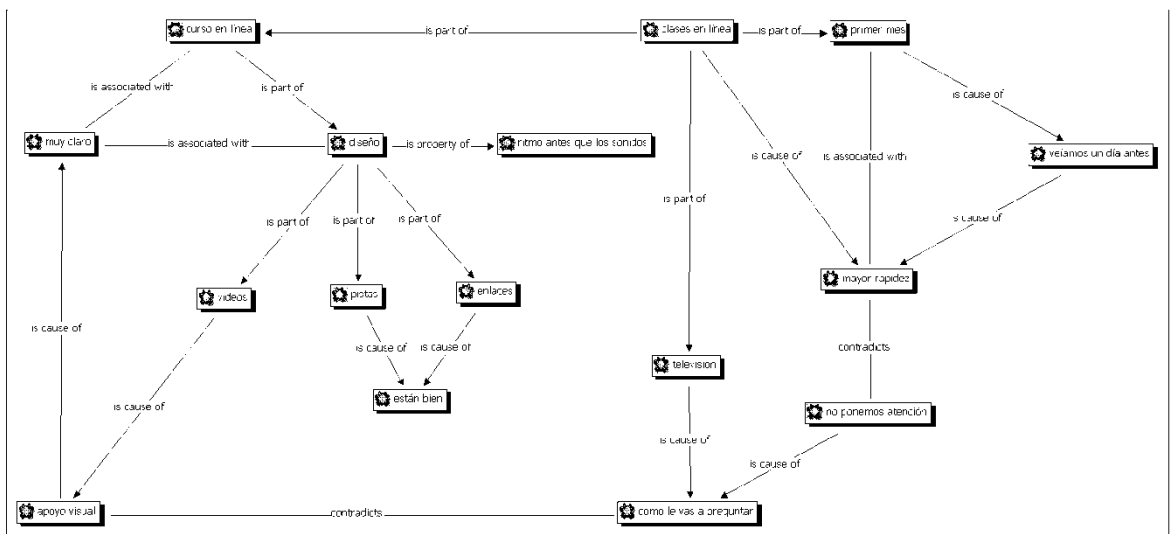 curso en línea
is part of
clases en línea
is part of
primer mes
is associated with
is part of
is cause of
muy claro
is associated with
diseño
is property of
ritmo antes que los sonidos
is cause of
is associated with
veíamos un día antes
is part of
is part of
is part of
is part of
is cause of
mayor rapidez
videos
pistas
enlaces
is cause of
is cause of
is cause of
contradicts
television
están bien
is cause of
no ponemos atención
is cause of
is cause of
apoyo visual
contradicts
como le vas a preguntar